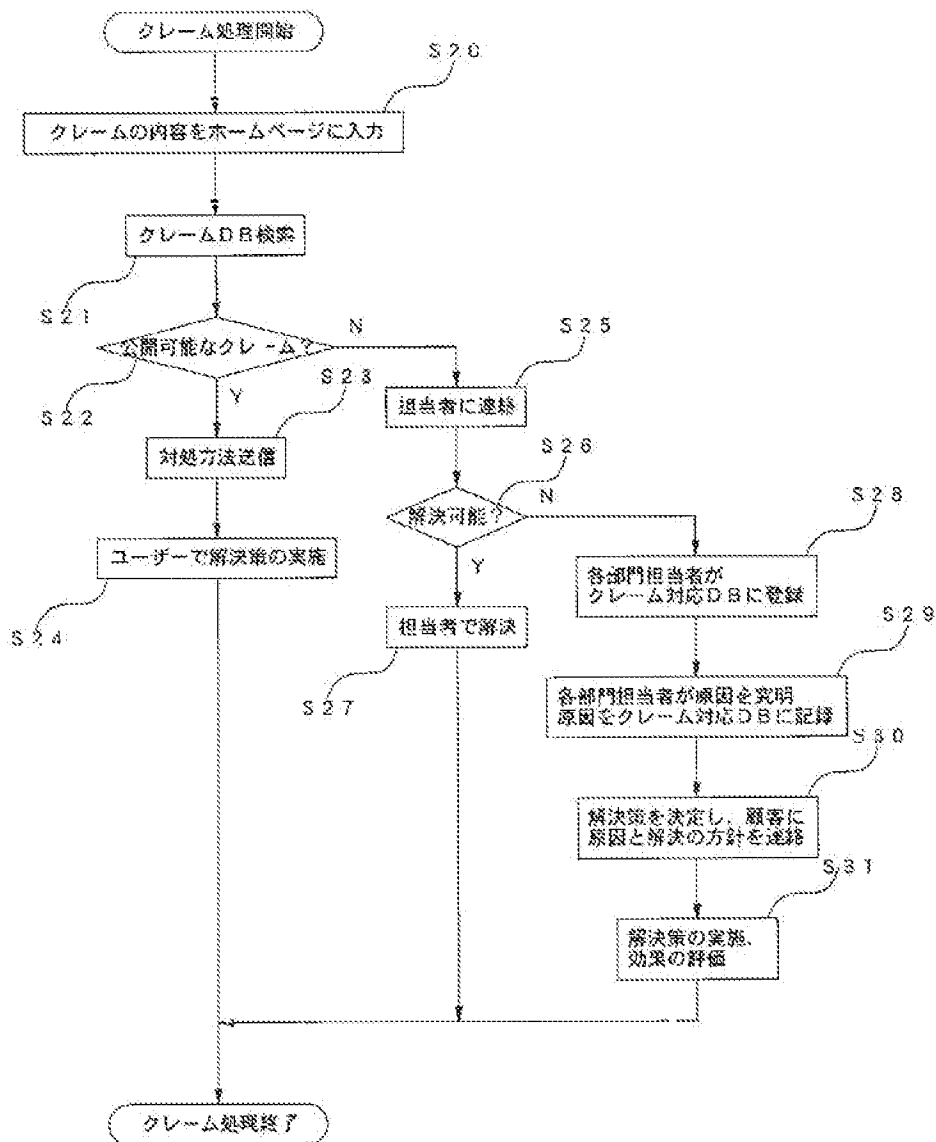 クレーム処理開始
S20
クレームの内容をホームページに入力
クレームDB検索
S21
公開可能なクレーム?
N
Y
S22
S23
対処方法送信
ユーザーで解決策の実施
S24
S25
担当者に連絡
S26
解決可能?
N
Y
担当者で解決
S27
S28
各部門担当者が
クレーム対応DBに登録
S29
各部門担当者が原因を究明
原因をクレーム対応DBに記録
S30
解決策を決定し、顧客に
原因と解決の方針を連絡
S31
解決策の実施、
効果の評価
クレーム処理終了